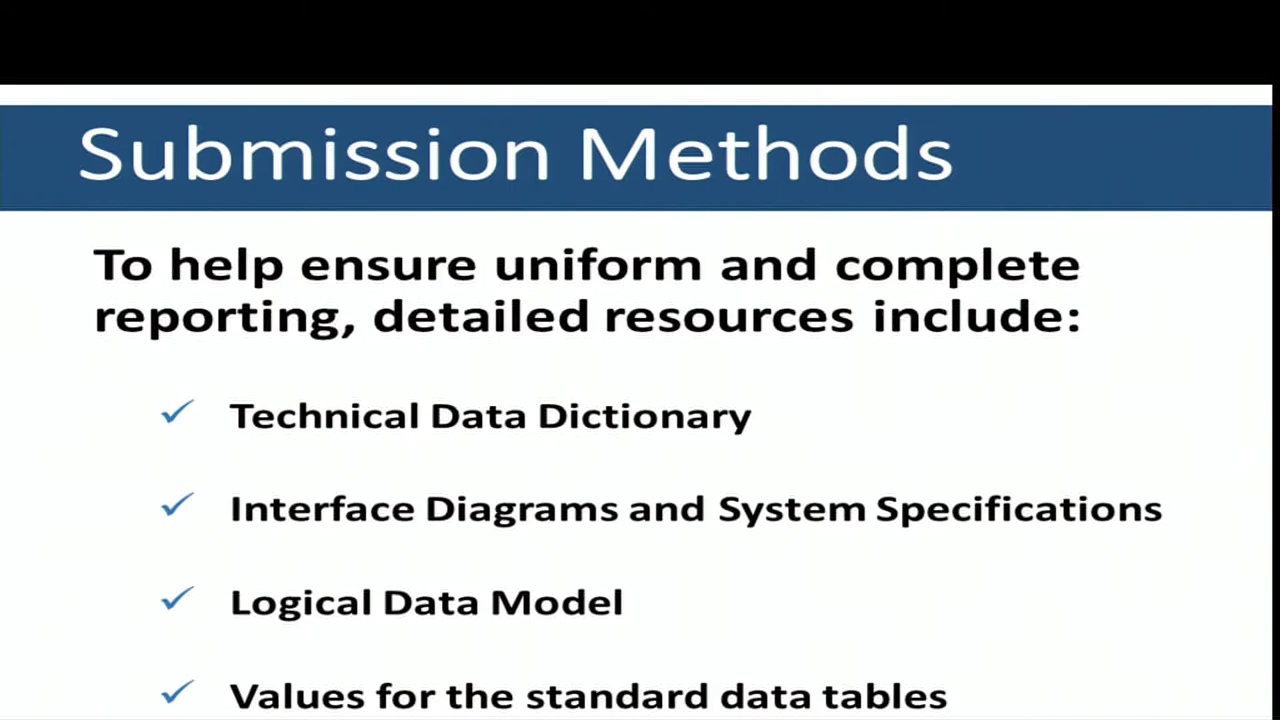 Submission Methods
To help ensure uniform and complete
reporting, detailed resources include:
Technical Data Dictionary
Interface Diagrams and System Specifications
Logical Data Model
Values for the standard data tables